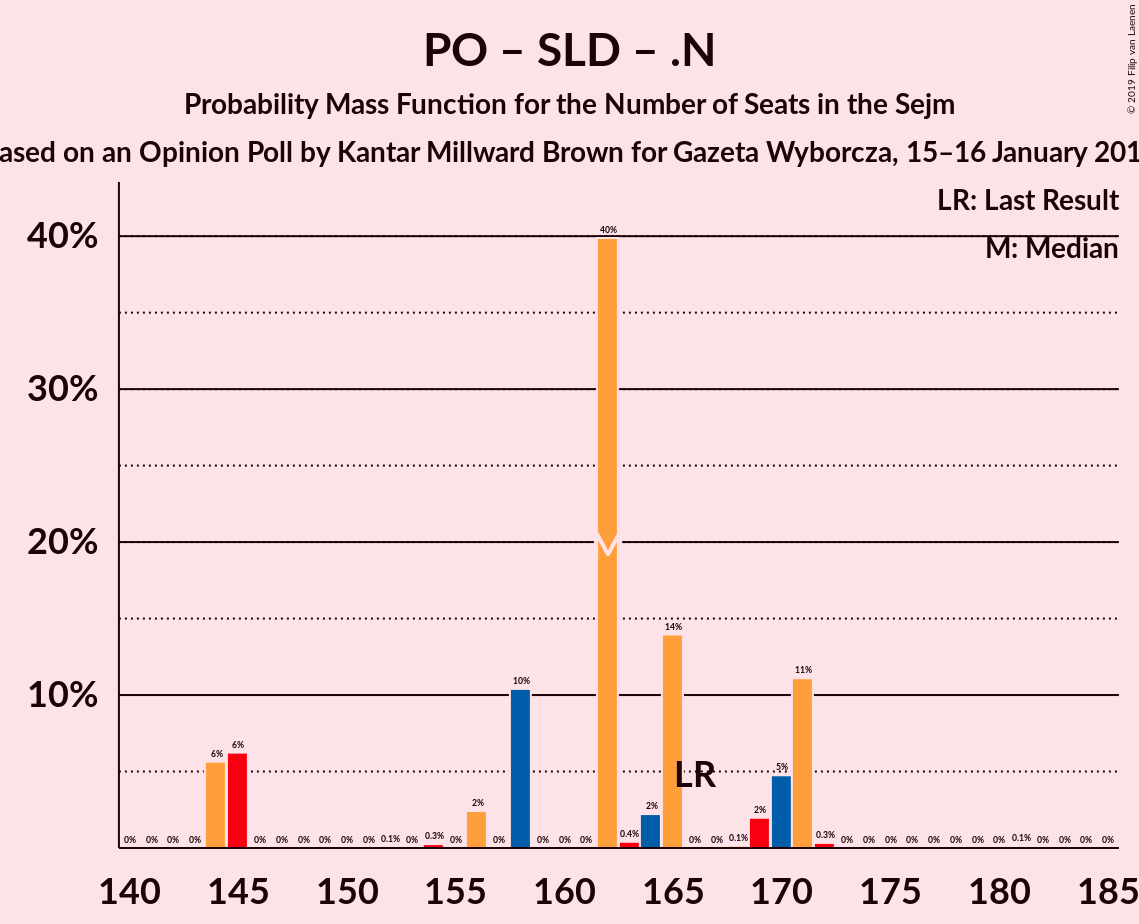 PO – SLD – .N
Probability Mass Function for the Number of Seats in the Sejm
ased on an Opinion Poll by Kantar Millward Brown for Gazeta Wyborcza, 15–16 January 201
© 2019 Filip van Laenen
LR: Last Result
M: Median
40%
30%
20%
10%
0% 0% 0% 0% 6% 6% 0% 0% 0% 0% 0% 0% 0.1% 0% 0.3% 0% 2% 0% 10% 0% 0% 0% 40% 0.4% 2% 14% 0% 0% 0.1% 2% 5% 11% 0.3% 0% 0% 0% 0% 0% 0% 0% 0% 0.1% 0% 0% 0% 0%
LR
140 145 150 155 160 165 170 175 180 185